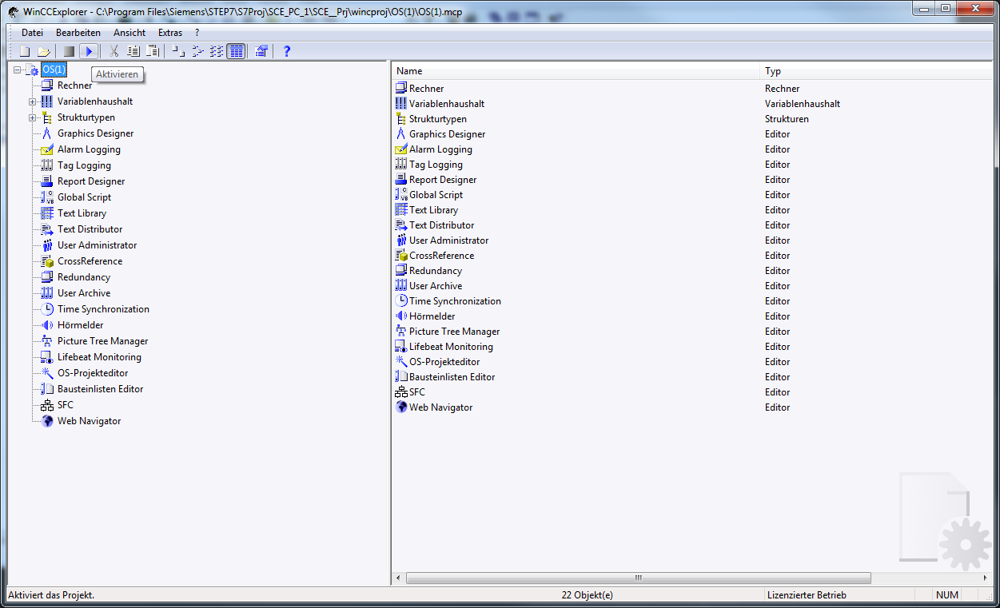 WinCCExplorer - C:\Program Files\Siemens\STEP7\S7Proj\SCE_PC_1\SCE__Prj\wincproj\OS(1)\OS(1).mcp
Datei Bearbeiten Ansicht Extras ?
OS(1)
Aktivieren
Rechner
Variablenhaushalt
Strukturtypen
Graphics Designer
Alarm Logging
Tag Logging
Report Designer
Global Script
Text Library
Text Distributor
User Administrator
CrossReference
Redundancy
User Archive
Time Synchronization
Hörmelder
Picture Tree Manager
Lifebeat Monitoring
OS-Projekteditor
Bausteinlisten Editor
SFC
Web Navigator
Name Typ
Rechner Rechner
Variablenhaushalt Variablenhaushalt
Strukturtypen Strukturen
Graphics Designer Editor
Alarm Logging Editor
Tag Logging Editor
Report Designer Editor
Global Script Editor
Text Library Editor
Text Distributor Editor
User Administrator Editor
CrossReference Editor
Redundancy Editor
User Archive Editor
Time Synchronization Editor
Hörmelder Editor
Picture Tree Manager Editor
Lifebeat Monitoring Editor
OS-Projekteditor Editor
Bausteinlisten Editor Editor
SFC Editor
Web Navigator Editor
Aktiviert das Projekt. 22 Objekt(e) Lizenzierter Betrieb NUM